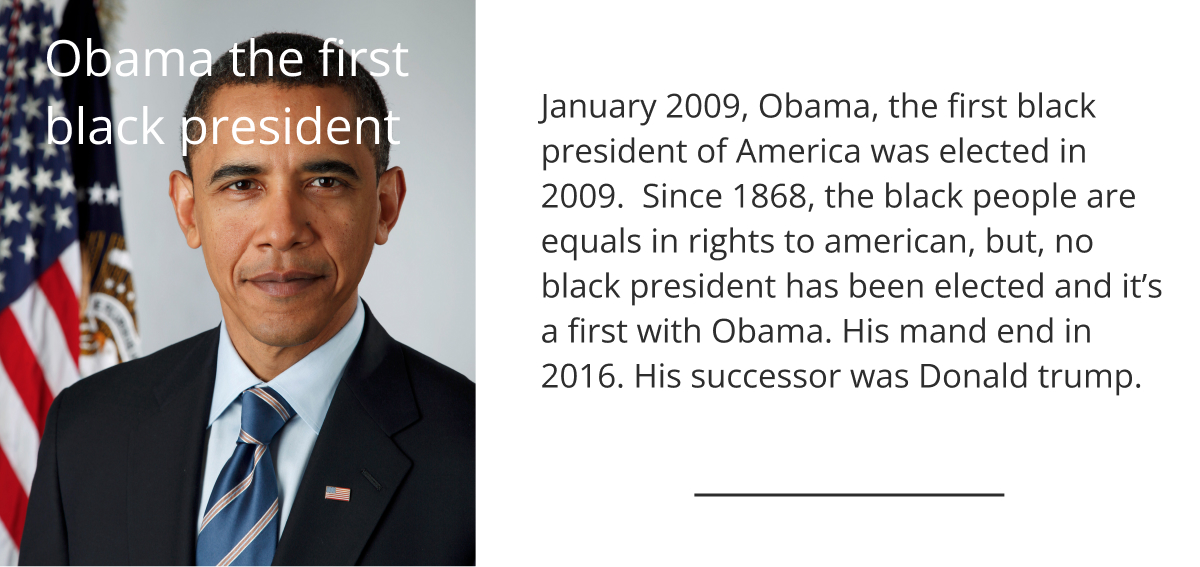 Obama the first
black president
January 2009, Obama, the first black
president of America was elected in
2009.  Since 1868, the black people are
equals in rights to american, but, no
black president has been elected and it’s
a first with Obama. His mand end in
2016. His successor was Donald trump.